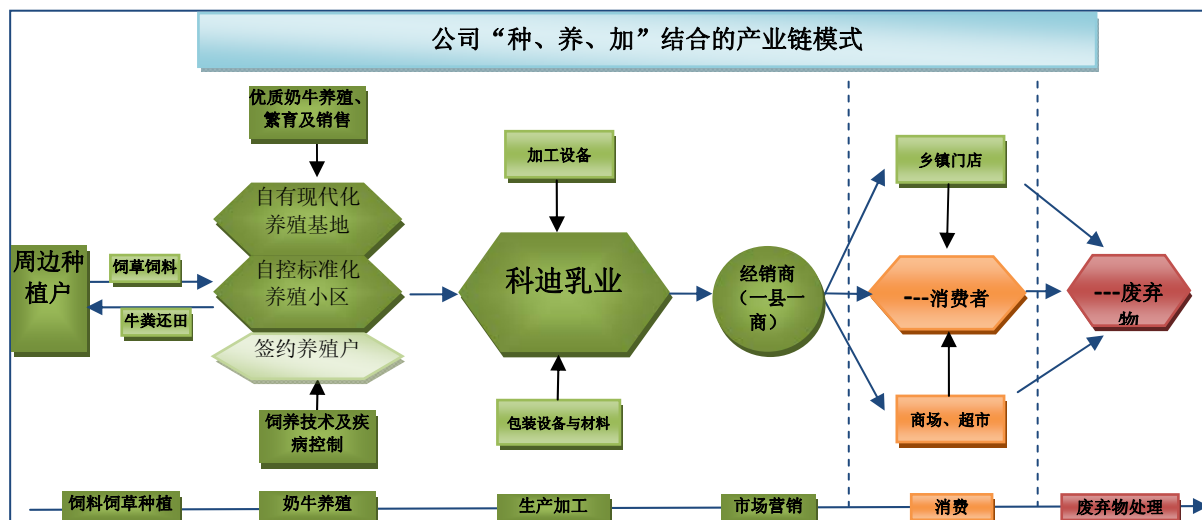 公司“种、养、加”结合的产业链模式
优质奶牛养殖、
繁育及销售
加工设备
乡镇门店
自有现代化
养殖基地
自控标准化
养殖小区
签约养殖户
周边种
植户
饲草饲料
牛粪还田
科迪乳业
经销商
（一县一
商）
---消费者
---废弃
物
饲养技术及疾
病控制
包装设备与材料
商场、超市
饲料饲草种植
奶牛养殖
生产加工
市场营销
消费
废弃物处理